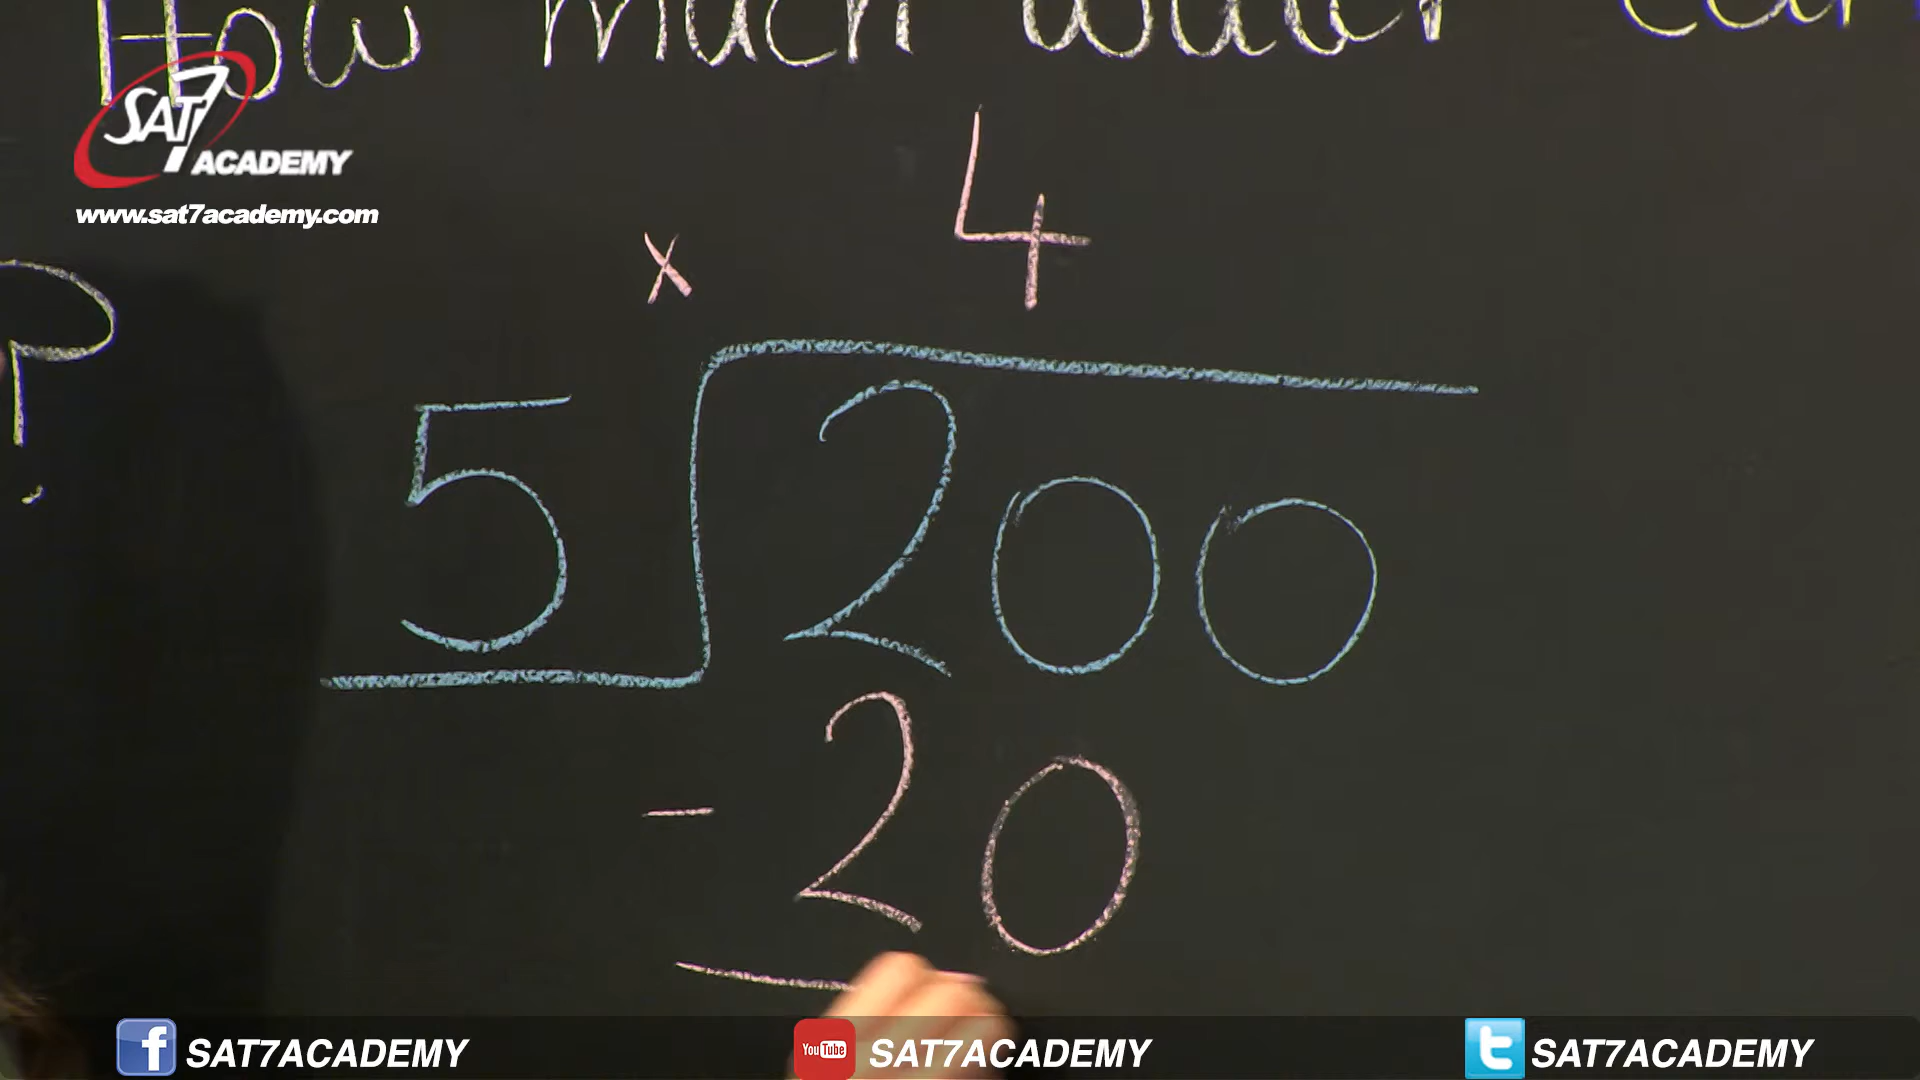 How much water can
SAT7 ACADEMY
www.sat7academy.com
4
x
?
5 200
- 20
f SAT7ACADEMY
YouTube SAT7ACADEMY
t SAT7ACADEMY